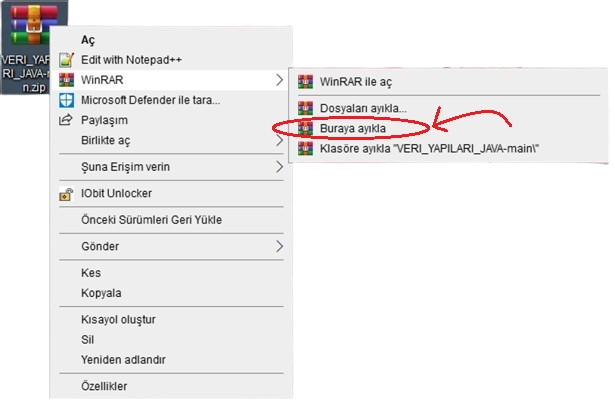 VERI_YAPILA
RI_JAVA-mai
n.zip
Aç
Edit with Notepad++
WinRAR
Microsoft Defender ile tara...
Paylaşım
Birlikte aç
Şuna Erişim verin
IObit Unlocker
Önceki Sürümleri Geri Yükle
Gönder
Kes
Kopyala
Kısayol oluştur
Sil
Yeniden adlandır
Özellikler
WinRAR ile aç
Dosyaları ayıkla...
Buraya ayıkla
Klasöre ayıkla "VERI_YAPILARI_JAVA-main\"